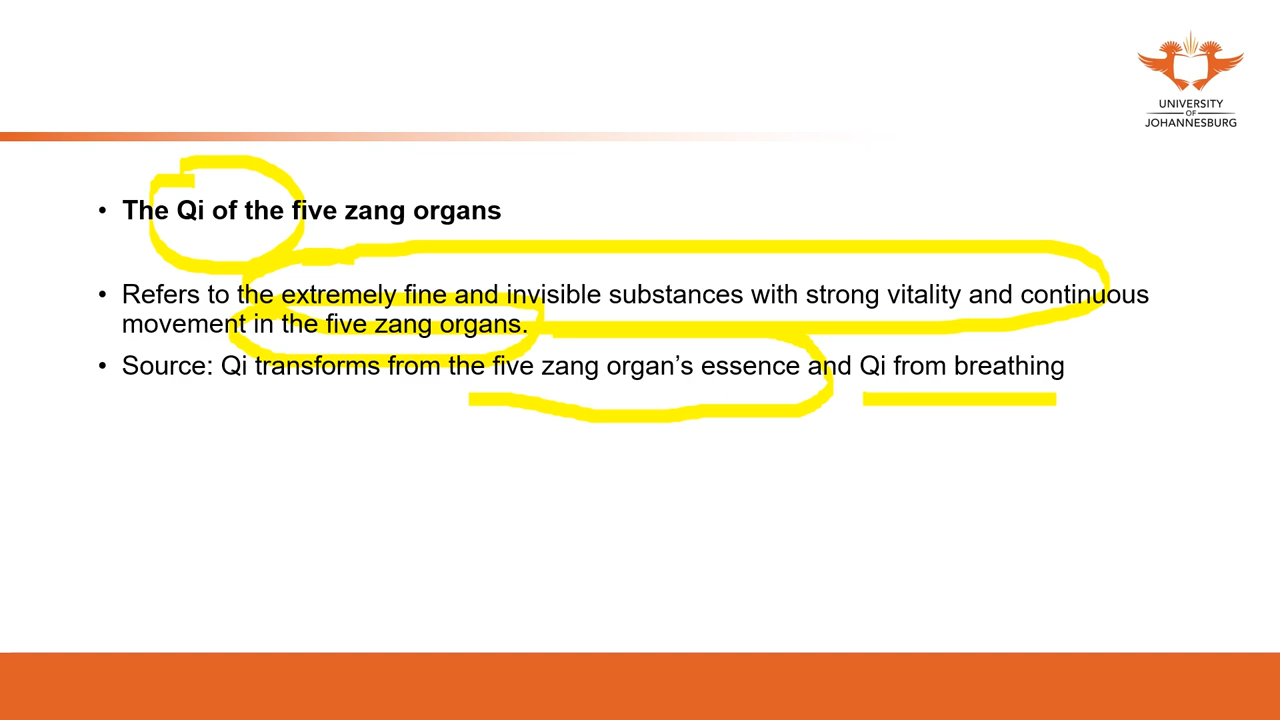 UNIVERSITY
OF
JOHANNESBURG
• The Qi of the five zang organs
• Refers to the extremely fine and invisible substances with strong vitality and continuous
movement in the five zang organs.
• Source: Qi transforms from the five zang organ’s essence and Qi from breathing